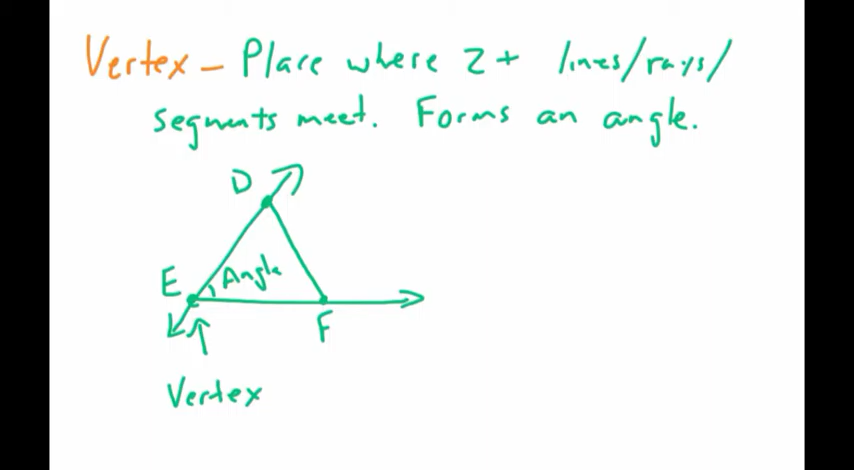 Vertex - Place where 2+ lines/rays/
segments meet. Forms an angle.
D
E
Angle
F
Vertex